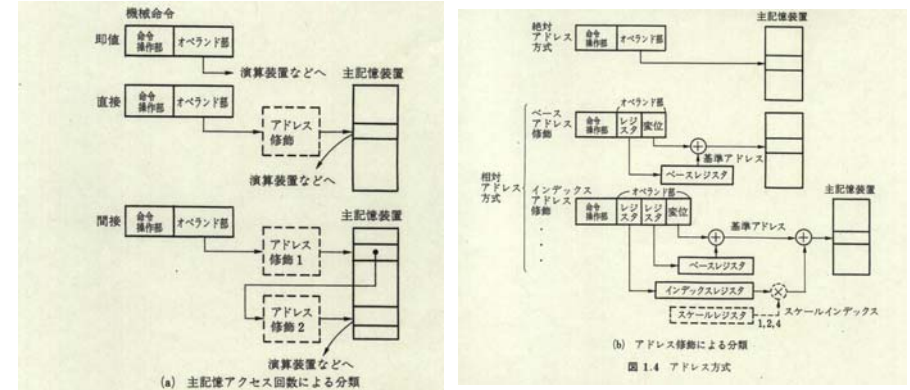 機械命令
即値
命令
操作部
オペランド部
演算装置などへ
主記憶装置
直接
命令
操作部
オペランド部
アドレス
修飾
演算装置などへ
間接
命令
操作部
オペランド部
主記憶装置
アドレス
修飾1
アドレス
修飾2
演算装置などへ
(a) 主記憶アクセス回数による分類
絶対
アドレス
方式
命令
操作部
オペランド部
主記憶装置
相対
アドレス
方式
ベース
アドレス
修飾
オペランド部
命令
操作部
レジ
スタ
変位
+
基準アドレス
ベースレジスタ
インデックス
アドレス
修飾
オペランド部
命令
操作部
レジ
スタ
レジ
スタ
変位
基準アドレス
+
+
主記憶装置
ベースレジスタ
インデックスレジスタ
×
スケールレジスタ
1,2,4
スケールインデックス
(b) アドレス修飾による分類
図 1.4 アドレス方式